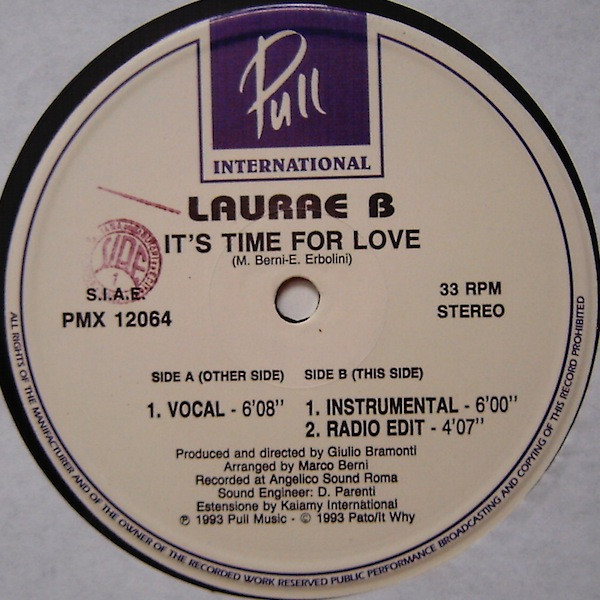 Pull
INTERNATIONAL
LAURAE B
IT'S TIME FOR LOVE
(M. Berni-E. Erbolini)
S.I.A.E.
PMX 12064
33 RPM
STEREO
SIDE A (OTHER SIDE)
1. VOCAL - 6'08"
SIDE B (THIS SIDE)
1. INSTRUMENTAL - 6'00"
2. RADIO EDIT - 4'07"
Produced and directed by Giulio Bramonti
Arranged by Marco Berni
Recorded at Angelico Sound Roma
Sound Engineer: D. Parenti
Estensione by Kaiamy International
℗ 1993 Pull Music - © 1993 Pato/It Why
ALL RIGHTS OF THE MANUFACTURER AND OF THE OWNER OF THE RECORDED WORK RESERVED PUBLIC PERFORMANCE BROADCASTING AND COPYING OF THIS RECORD PROHIBITED